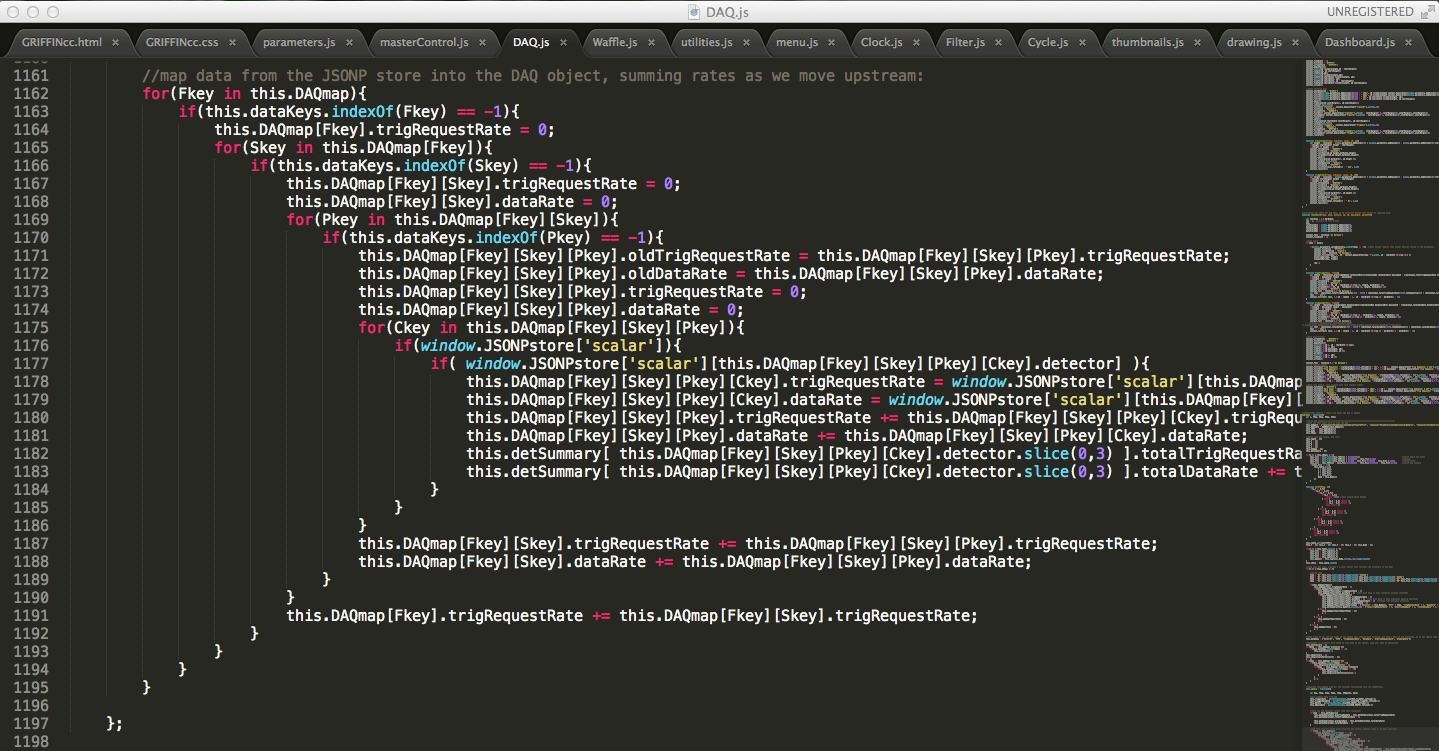 DAQ.js
UNREGISTERED
GRIFFINcc.html × GRIFFINcc.css × parameters.js × masterControl.js × DAQ.js × Waffle.js × utilities.js × menu.js × Clock.js × Filter.js × Cycle.js × thumbnails.js × drawing.js × Dashboard.js ×
1161 //map data from the JSONP store into the DAQ object, summing rates as we move upstream:
1162 for(Fkey in this.DAQmap){
1163 if(this.dataKeys.indexOf(Fkey) == -1){
1164 this.DAQmap[Fkey].trigRequestRate = 0;
1165 for(Skey in this.DAQmap[Fkey]){
1166 if(this.dataKeys.indexOf(Skey) == -1){
1167 this.DAQmap[Fkey][Skey].trigRequestRate = 0;
1168 this.DAQmap[Fkey][Skey].dataRate = 0;
1169 for(Pkey in this.DAQmap[Fkey][Skey]){
1170 if(this.dataKeys.indexOf(Pkey) == -1){
1171 this.DAQmap[Fkey][Skey][Pkey].oldTrigRequestRate = this.DAQmap[Fkey][Skey][Pkey].trigRequestRate;
1172 this.DAQmap[Fkey][Skey][Pkey].oldDataRate = this.DAQmap[Fkey][Skey][Pkey].dataRate;
1173 this.DAQmap[Fkey][Skey][Pkey].trigRequestRate = 0;
1174 this.DAQmap[Fkey][Skey][Pkey].dataRate = 0;
1175 for(Ckey in this.DAQmap[Fkey][Skey][Pkey]){
1176 if(window.JSONPstore['scalar']){
1177 if( window.JSONPstore['scalar'][this.DAQmap[Fkey][Skey][Pkey][Ckey].detector] ){
1178 this.DAQmap[Fkey][Skey][Pkey][Ckey].trigRequestRate = window.JSONPstore['scalar'][this.DAQmap
1179 this.DAQmap[Fkey][Skey][Pkey][Ckey].dataRate = window.JSONPstore['scalar'][this.DAQmap[Fkey][
1180 this.DAQmap[Fkey][Skey][Pkey].trigRequestRate += this.DAQmap[Fkey][Skey][Pkey][Ckey].trigRequ
1181 this.DAQmap[Fkey][Skey][Pkey].dataRate += this.DAQmap[Fkey][Skey][Pkey][Ckey].dataRate;
1182 this.detSummary[ this.DAQmap[Fkey][Skey][Pkey][Ckey].detector.slice(0,3) ].totalTrigRequestRa
1183 this.detSummary[ this.DAQmap[Fkey][Skey][Pkey][Ckey].detector.slice(0,3) ].totalDataRate += t
1184 }
1185 }
1186 }
1187 this.DAQmap[Fkey][Skey].trigRequestRate += this.DAQmap[Fkey][Skey][Pkey].trigRequestRate;
1188 this.DAQmap[Fkey][Skey].dataRate += this.DAQmap[Fkey][Skey][Pkey].dataRate;
1189 }
1190 }
1191 this.DAQmap[Fkey].trigRequestRate += this.DAQmap[Fkey][Skey].trigRequestRate;
1192 }
1193 }
1194 }
1195 }
1196
1197 };
1198